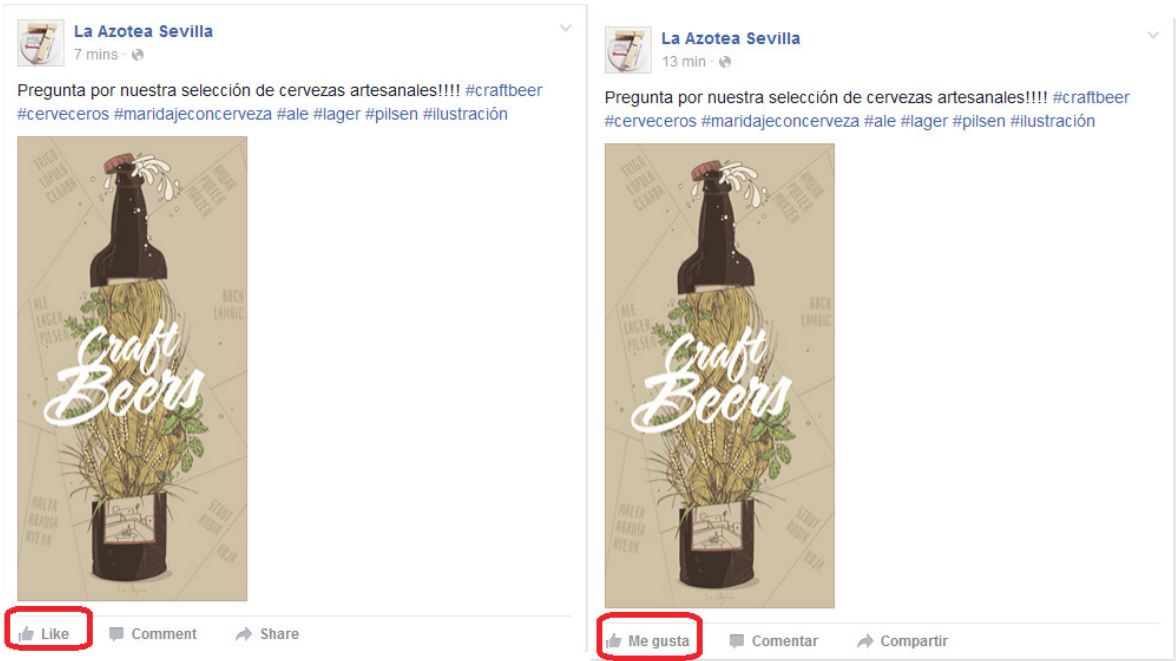 La Azotea Sevilla
7 mins ·
Pregunta por nuestra selección de cervezas artesanales!!!! #craftbeer
#cerveceros #maridajeconcerveza #ale #lager #pilsen #ilustración
TRIGO
LÚPULO
CEBADA
PORTER
ALE
LAGER
PILSEN
BOCK
LAMBIC
Craft
Beers
MALTA
ABADÍA
AVENA
STOUT
RUBIA
ROJA
Like Comment Share
La Azotea Sevilla
13 min ·
Pregunta por nuestra selección de cervezas artesanales!!!! #craftbeer
#cerveceros #maridajeconcerveza #ale #lager #pilsen #ilustración
TRIGO
LÚPULO
CEBADA
PORTER
ALE
LAGER
PILSEN
BOCK
LAMBIC
Craft
Beers
MALTA
ABADÍA
AVENA
STOUT
RUBIA
ROJA
Me gusta Comentar Compartir